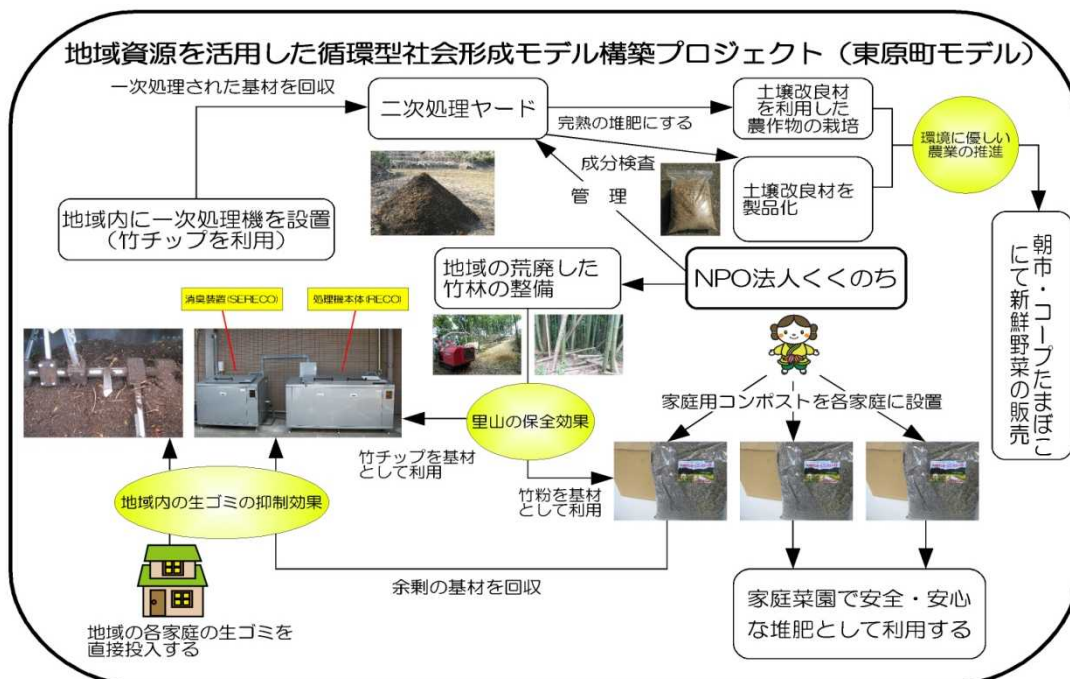 地域資源を活用した循環型社会形成モデル構築プロジェクト（東原町モデル）
一次処理された基材を回収
二次処理ヤード
完熟の堆肥にする
土壌改良材
を利用した
農作物の栽培
環境に優しい
農業の推進
成分検査
管　理
土壌改良材を
製品化
地域内に一次処理機を設置
（竹チップを利用）
地域の荒廃した
竹林の整備
NPO法人くくのち
朝市・コープたまぼこ
にて新鮮野菜の販売
消臭装置(SERECO)
処理機本体(RECO)
家庭用コンポストを各家庭に設置
里山の保全効果
竹チップを基材
として利用
竹粉を基材
として利用
地域内の生ゴミの抑制効果
余剰の基材を回収
地域の各家庭の生ゴミを
直接投入する
家庭菜園で安全・安心
な堆肥として利用する